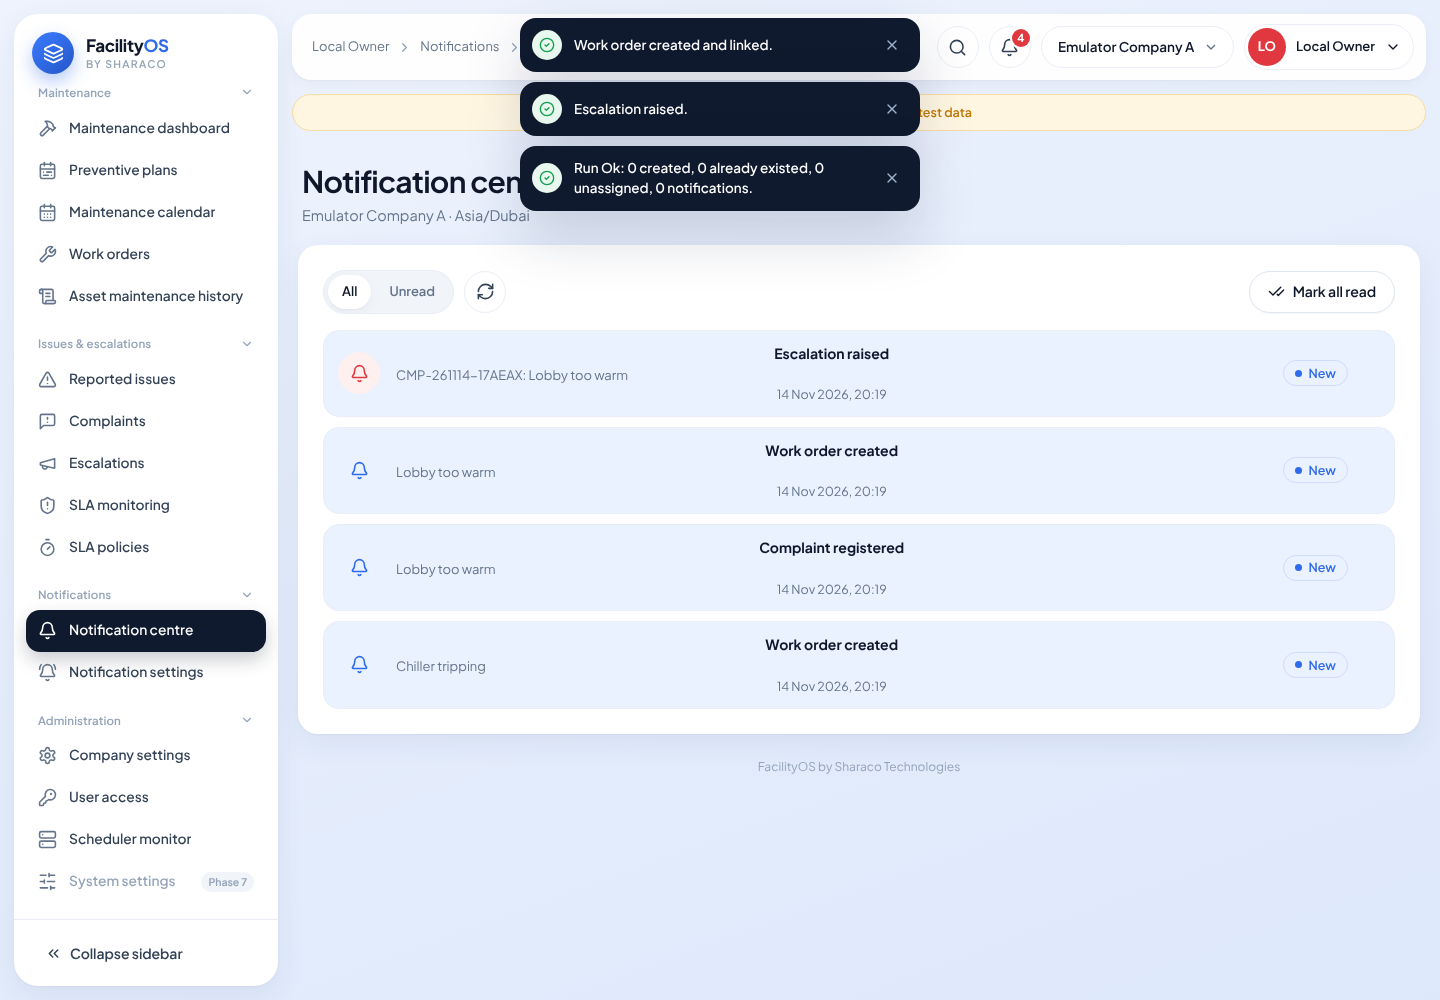 FacilityOS
BY SHARACO
Maintenance
Maintenance dashboard
Preventive plans
Maintenance calendar
Work orders
Asset maintenance history
Issues & escalations
Reported issues
Complaints
Escalations
SLA monitoring
SLA policies
Notifications
Notification centre
Notification settings
Administration
Company settings
User access
Scheduler monitor
System settings
Phase 7
Collapse sidebar
Local Owner
Notifications
Work order created and linked.
4
Emulator Company A
LO
Local Owner
Escalation raised.
test data
Run Ok: 0 created, 0 already existed, 0
unassigned, 0 notifications.
Notification cen
Emulator Company A · Asia/Dubai
All
Unread
Mark all read
Escalation raised
CMP-261114-17AEAX: Lobby too warm
14 Nov 2026, 20:19
New
Work order created
Lobby too warm
14 Nov 2026, 20:19
New
Complaint registered
Lobby too warm
14 Nov 2026, 20:19
New
Work order created
Chiller tripping
14 Nov 2026, 20:19
New
FacilityOS by Sharaco Technologies